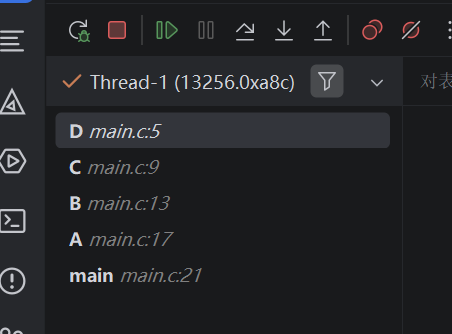 Thread-1 (13256.0xa8c)
对表
D main.c:5
C main.c:9
B main.c:13
A main.c:17
main main.c:21